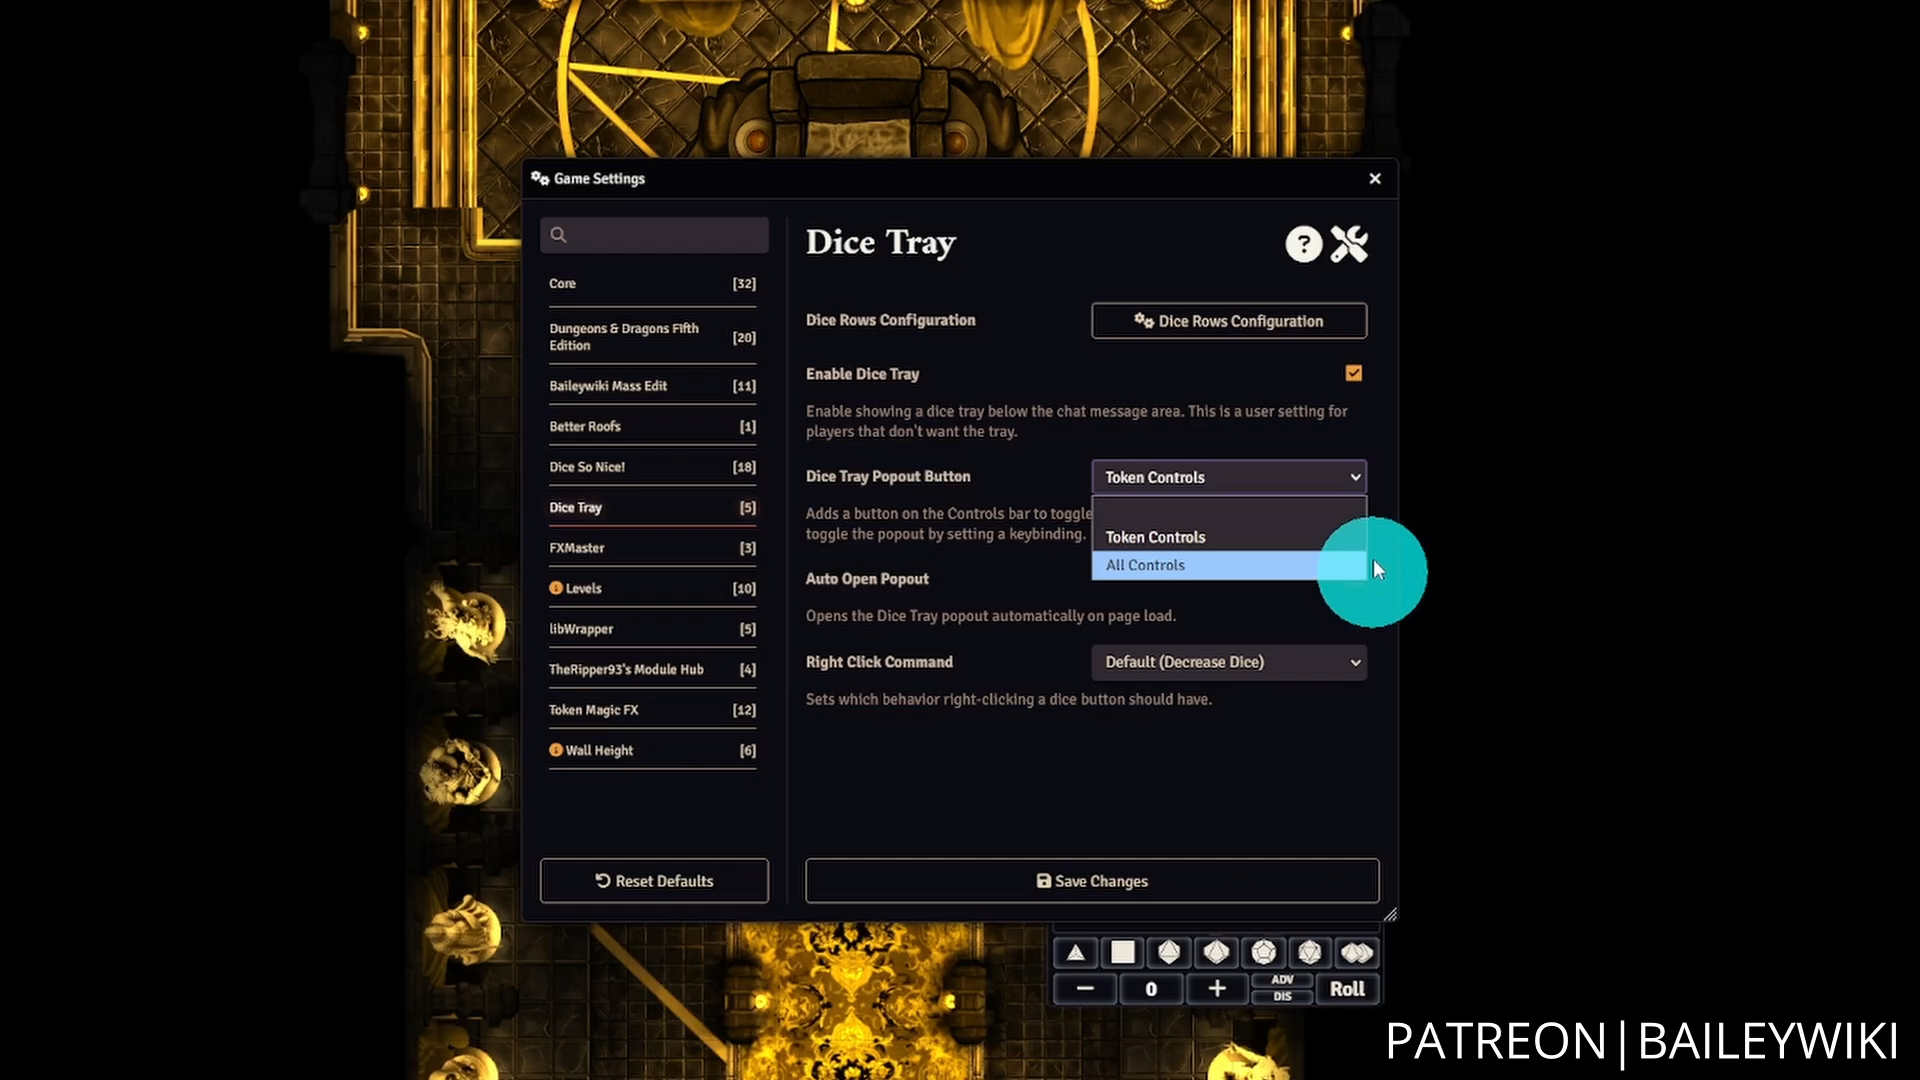 Game Settings
Core [32]
Dungeons & Dragons Fifth
Edition [20]
Baileywiki Mass Edit [11]
Better Roofs [1]
Dice So Nice! [18]
Dice Tray [5]
FXMaster [3]
Levels [10]
libWrapper [5]
TheRipper93's Module Hub [4]
Token Magic FX [12]
Wall Height [6]
Reset Defaults
Dice Tray
?
Dice Rows Configuration
Dice Rows Configuration
Enable Dice Tray
Enable showing a dice tray below the chat message area. This is a user setting for
players that don't want the tray.
Dice Tray Popout Button
Token Controls
Adds a button on the Controls bar to toggle
toggle the popout by setting a keybinding.
Token Controls
All Controls
Auto Open Popout
Opens the Dice Tray popout automatically on page load.
Right Click Command
Default (Decrease Dice)
Sets which behavior right-clicking a dice button should have.
Save Changes
− 0 + ADV
DIS
Roll
PATREON|BAILEYWIKI